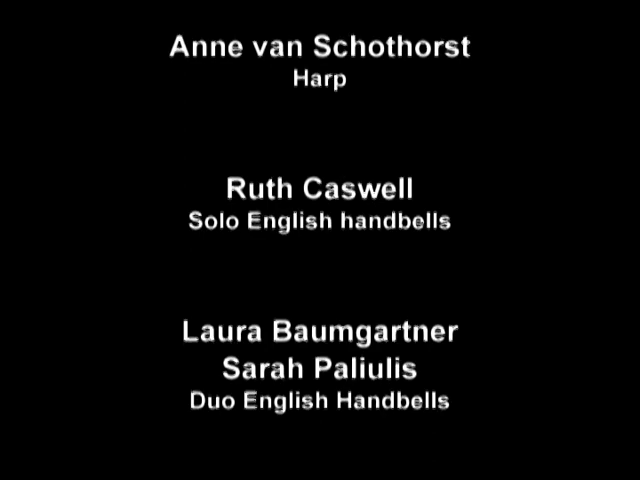 Anne van Schothorst
Harp
Ruth Caswell
Solo English handbells
Laura Baumgartner
Sarah Paliulis
Duo English Handbells